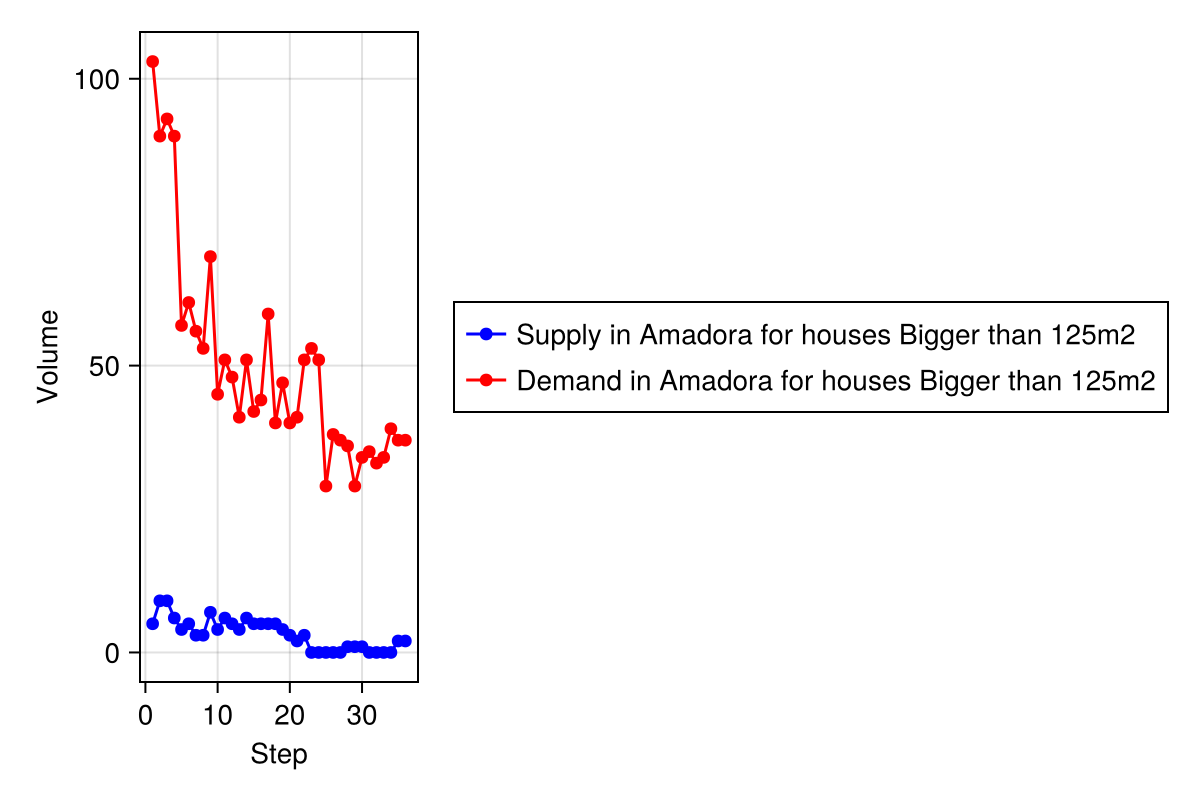 100
50
0
Volume
0 10 20 30
Step
Supply in Amadora for houses Bigger than 125m2
Demand in Amadora for houses Bigger than 125m2